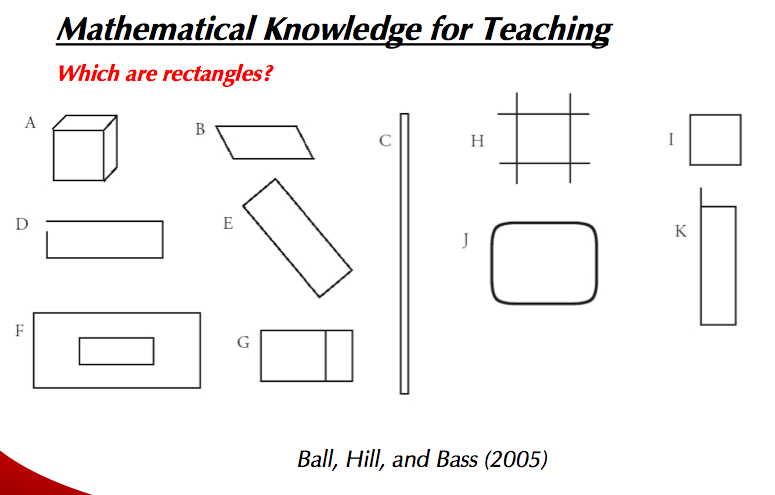 Mathematical Knowledge for Teaching
Which are rectangles?
A
B
C
H
I
D
E
J
K
F
G
Ball, Hill, and Bass (2005)